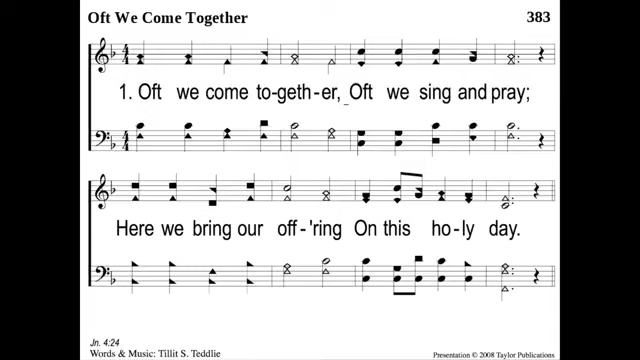 Oft We Come Together 383
1. Oft we come to-geth-er, Oft we sing and pray;
Here we bring our off-'ring On this ho-ly day.
Jn. 4:24
Words & Music: Tillit S. Teddlie
Presentation © 2008 Taylor Publications